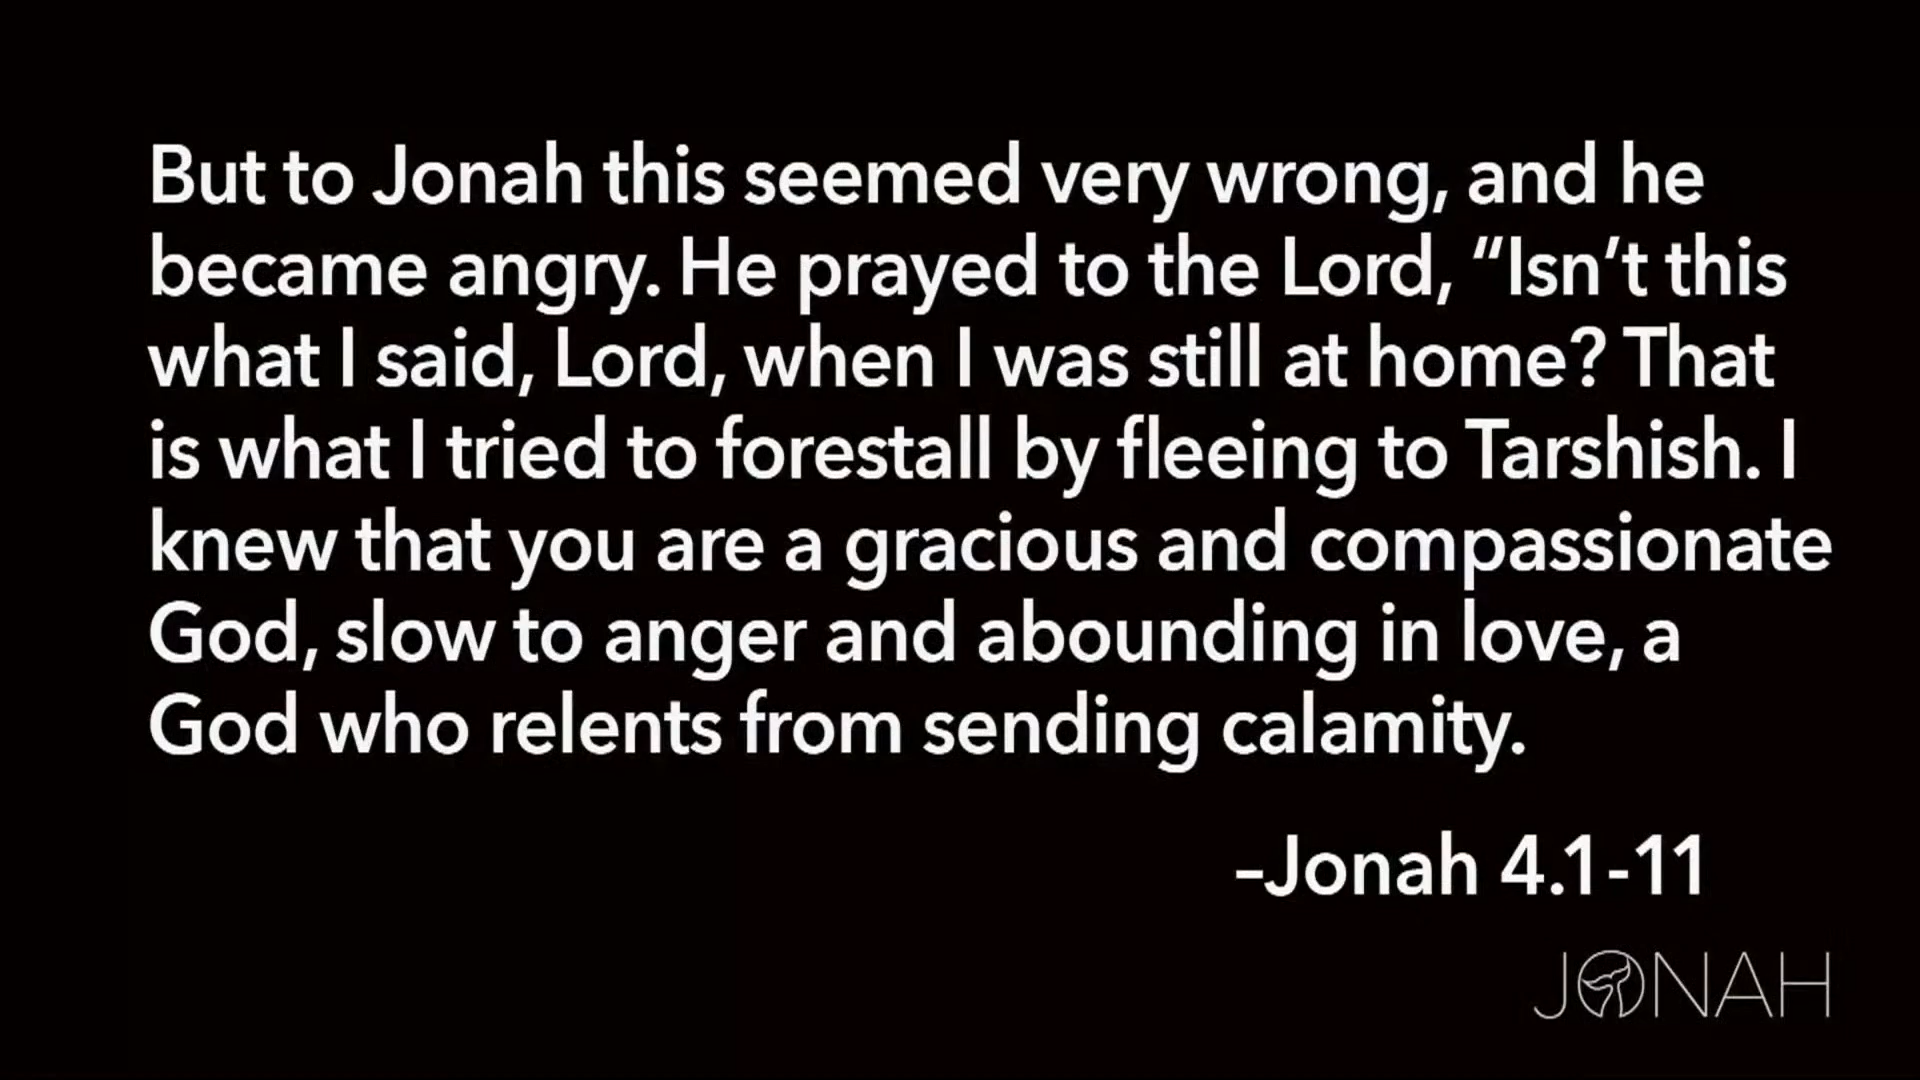 But to Jonah this seemed very wrong, and he
became angry. He prayed to the Lord, “Isn’t this
what I said, Lord, when I was still at home? That
is what I tried to forestall by fleeing to Tarshish. I
knew that you are a gracious and compassionate
God, slow to anger and abounding in love, a
God who relents from sending calamity.
–Jonah 4.1-11
JONAH